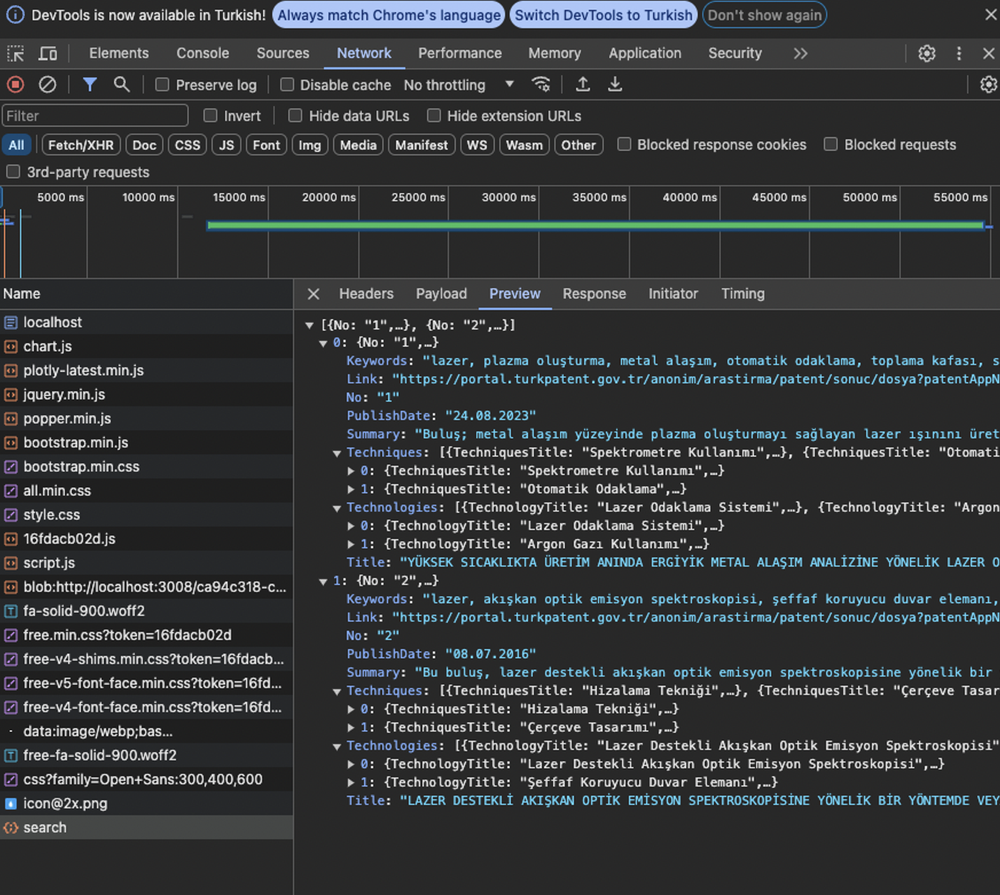 DevTools is now available in Turkish! Always match Chrome's language Switch DevTools to Turkish Don't show again
Elements Console Sources Network Performance Memory Application Security
Preserve log Disable cache No throttling
Filter Invert Hide data URLs Hide extension URLs
All Fetch/XHR Doc CSS JS Font Img Media Manifest WS Wasm Other Blocked response cookies Blocked requests
3rd-party requests
5000 ms 10000 ms 15000 ms 20000 ms 25000 ms 30000 ms 35000 ms 40000 ms 45000 ms 50000 ms 55000 ms
Name
localhost
chart.js
plotly-latest.min.js
jquery.min.js
popper.min.js
bootstrap.min.js
bootstrap.min.css
all.min.css
style.css
16fdacb02d.js
script.js
blob:http://localhost:3008/ca94c318-c...
fa-solid-900.woff2
free.min.css?token=16fdacb02d
free-v4-shims.min.css?token=16fdacb...
free-v5-font-face.min.css?token=16fd...
free-v4-font-face.min.css?token=16fd...
data:image/webp;bas...
free-fa-solid-900.woff2
css?family=Open+Sans:300,400,600
icon@2x.png
search
Headers Payload Preview Response Initiator Timing
[{No: "1",…}, {No: "2",…}]
0: {No: "1",…}
Keywords: "lazer, plazma oluşturma, metal alaşım, otomatik odaklama, toplama kafası, s
Link: "https://portal.turkpatent.gov.tr/anonim/arastirma/patent/sonuc/dosya?patentAppN
No: "1"
PublishDate: "24.08.2023"
Summary: "Buluş; metal alaşım yüzeyinde plazma oluşturmayı sağlayan lazer ışınını üret
Techniques: [{TechniquesTitle: "Spektrometre Kullanımı",…}, {TechniquesTitle: "Otomati
0: {TechniquesTitle: "Spektrometre Kullanımı",…}
1: {TechniquesTitle: "Otomatik Odaklama",…}
Technologies: [{TechnologyTitle: "Lazer Odaklama Sistemi",…}, {TechnologyTitle: "Argon
0: {TechnologyTitle: "Lazer Odaklama Sistemi",…}
1: {TechnologyTitle: "Argon Gazı Kullanımı",…}
Title: "YÜKSEK SICAKLIKTA ÜRETİM ANINDA ERGİYİK METAL ALAŞIM ANALİZİNE YÖNELİK LAZER O
1: {No: "2",…}
Keywords: "lazer, akışkan optik emisyon spektroskopisi, şeffaf koruyucu duvar elemanı,
Link: "https://portal.turkpatent.gov.tr/anonim/arastirma/patent/sonuc/dosya?patentAppN
No: "2"
PublishDate: "08.07.2016"
Summary: "Bu buluş, lazer destekli akışkan optik emisyon spektroskopisine yönelik bir
Techniques: [{TechniquesTitle: "Hizalama Tekniği",…}, {TechniquesTitle: "Çerçeve Tasar
0: {TechniquesTitle: "Hizalama Tekniği",…}
1: {TechniquesTitle: "Çerçeve Tasarımı",…}
Technologies: [{TechnologyTitle: "Lazer Destekli Akışkan Optik Emisyon Spektroskopisi"
0: {TechnologyTitle: "Lazer Destekli Akışkan Optik Emisyon Spektroskopisi",…}
1: {TechnologyTitle: "Şeffaf Koruyucu Duvar Elemanı",…}
Title: "LAZER DESTEKLİ AKIŞKAN OPTİK EMİSYON SPEKTROSKOPİSİNE YÖNELİK BİR YÖNTEMDE VEY